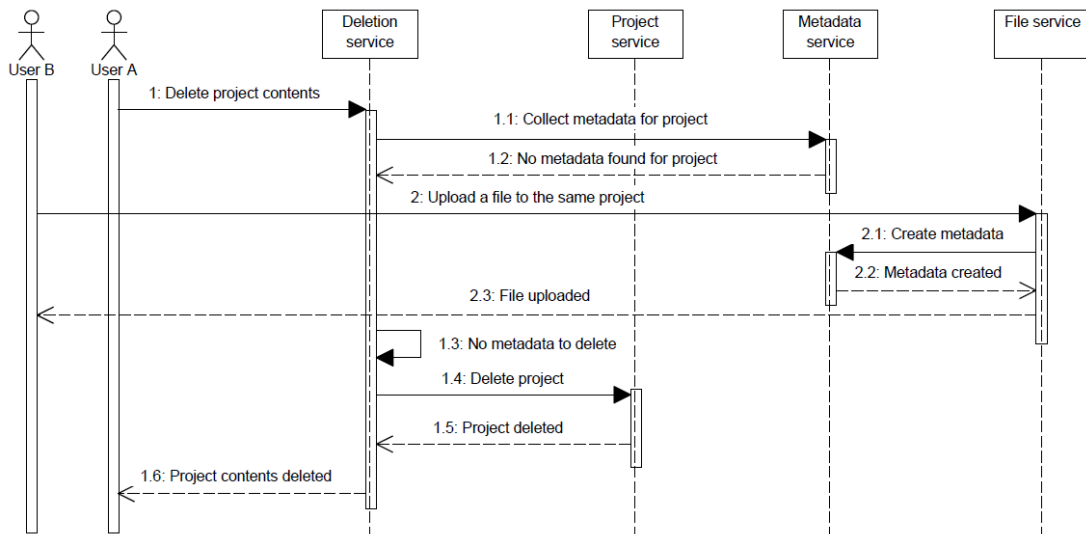 Deletion
service
Project
service
Metadata
service
File service
User B
User A
1: Delete project contents
1.1: Collect metadata for project
1.2: No metadata found for project
2: Upload a file to the same project
2.1: Create metadata
2.2: Metadata created
2.3: File uploaded
1.3: No metadata to delete
1.4: Delete project
1.5: Project deleted
1.6: Project contents deleted